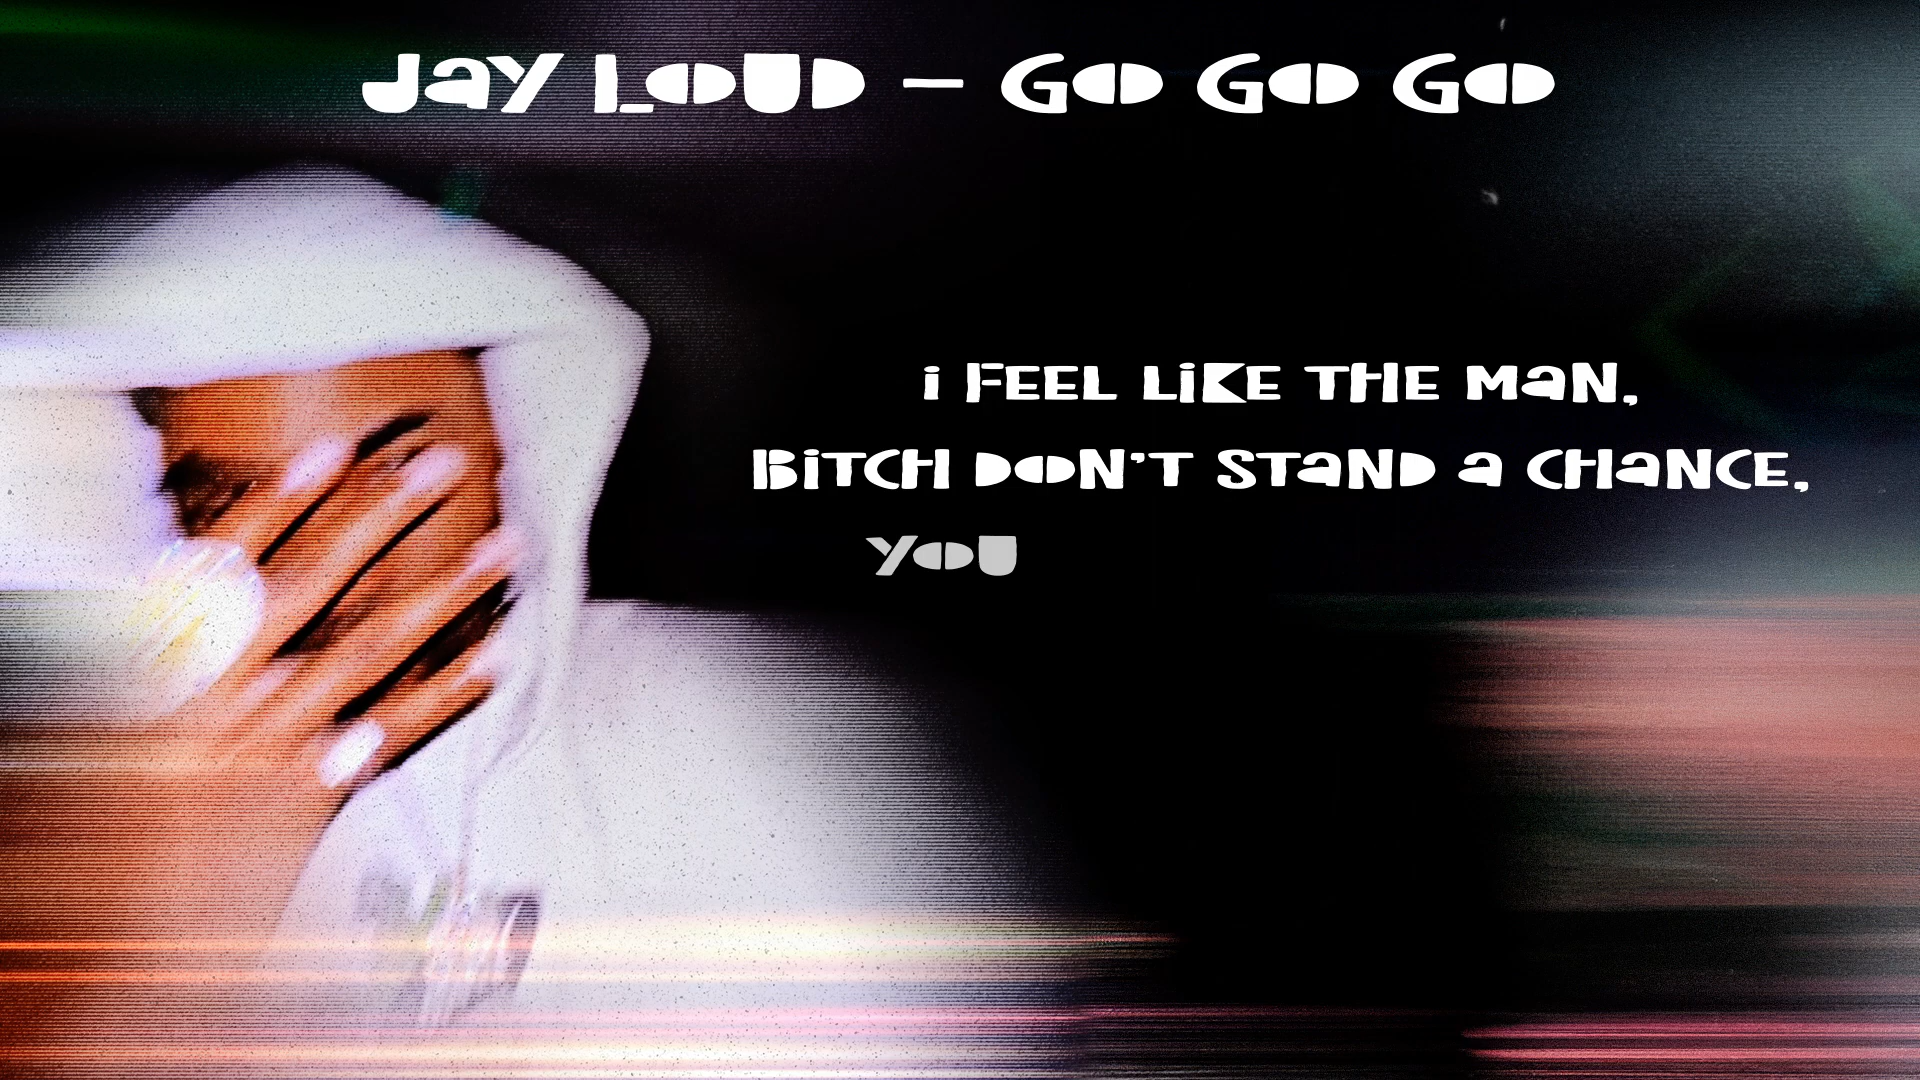 Jay Loud – Go Go Go
i feel like the man,
bitch don't stand a chance,
you